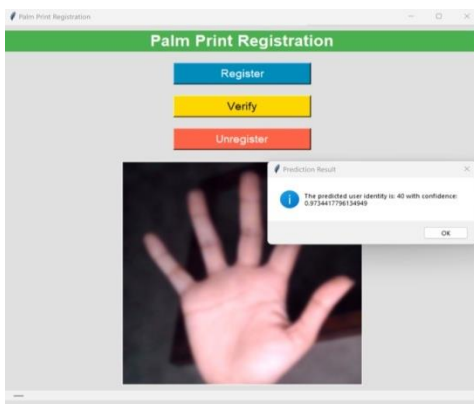 Palm Print Registration
Palm Print Registration
Register
Verify
Unregister
Prediction Result
The predicted user identity is: 40 with confidence:
0.9734417796134949
OK